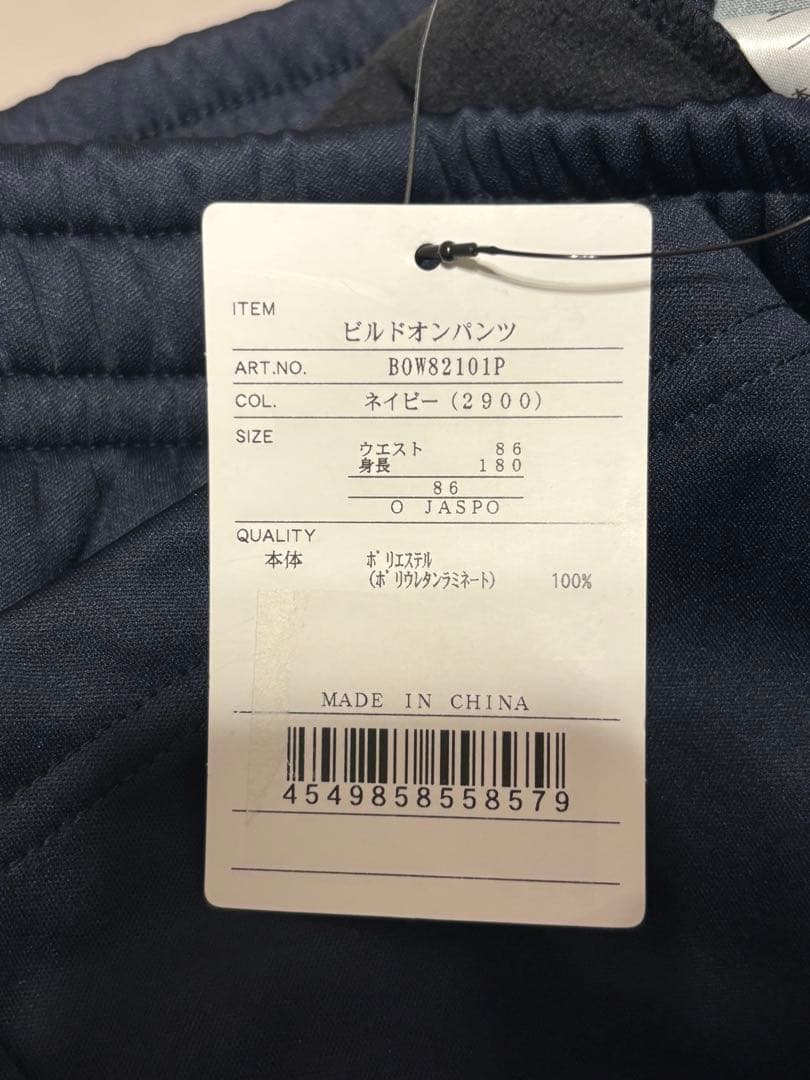 ITEM
ビルドオンパンツ
ART.NO. BOW82101P
COL. ネイビー(2900)
SIZE
ウエスト 86
身長 180
86
O JASPO
QUALITY
本体 ﾎﾟﾘｴｽﾃﾙ
(ﾎﾟﾘｳﾚﾀﾝﾗﾐﾈｰﾄ) 100%
MADE IN CHINA
4549858558579